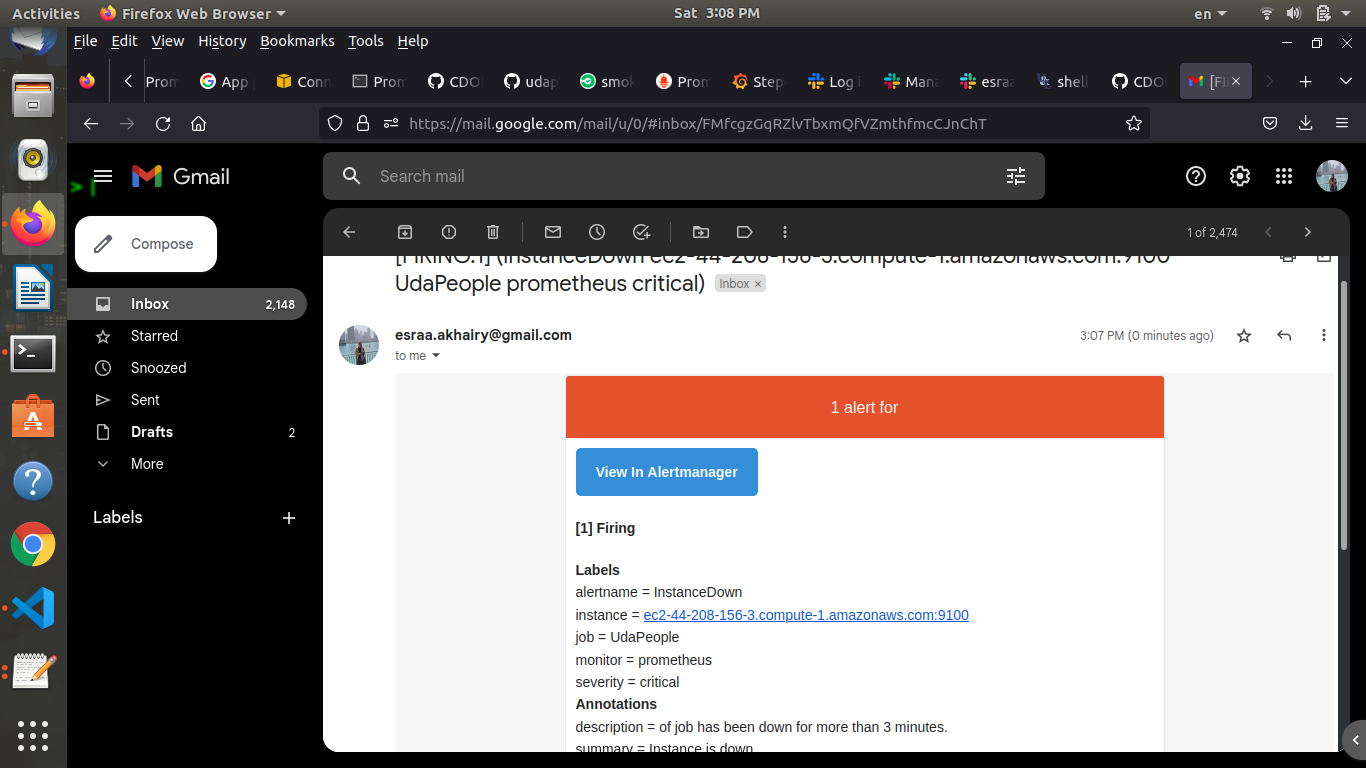 Activities Firefox Web Browser Sat 3:08 PM en
File Edit View History Bookmarks Tools Help
Prom App Conn Prom CDO udap smok Prom Step Log i Mana esraa shell CDO [FI
https://mail.google.com/mail/u/0/#inbox/FMfcgzGqRZlvTbxmQfVZmthfmcCJnChT
>
Gmail
Search mail
Compose
1 of 2,474
[FIRING:1] (InstanceDown ec2-44-208-156-3.compute-1.amazonaws.com:9100
UdaPeople prometheus critical) Inbox ×
Inbox 2,148
Starred
Snoozed
Sent
Drafts 2
More
Labels +
esraa.akhairy@gmail.com 3:07 PM (0 minutes ago)
to me
1 alert for
View In Alertmanager
[1] Firing
Labels
alertname = InstanceDown
instance = ec2-44-208-156-3.compute-1.amazonaws.com:9100
job = UdaPeople
monitor = prometheus
severity = critical
Annotations
description = of job has been down for more than 3 minutes.
summary = Instance is down